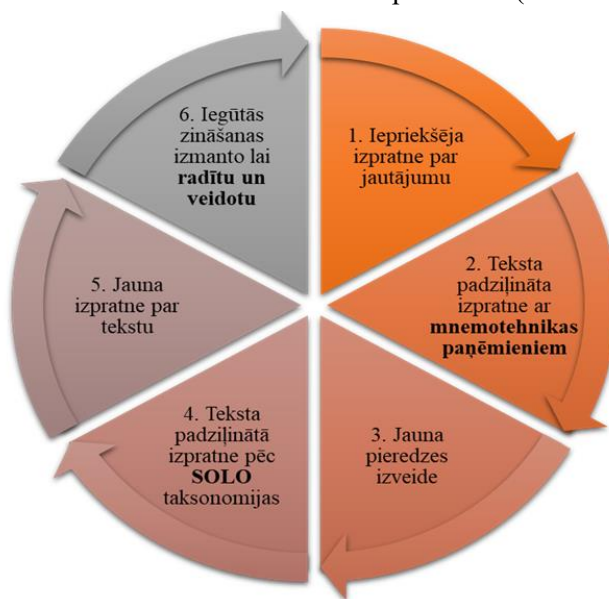 1. Iepriekšēja
izpratne par
jautājumu
2. Teksta
padziļināta
izpratne ar
mnemotehnikas
paņēmieniem
3. Jauna
pieredzes
izveide
4. Teksta
padziļinātā
izpratne pēc
SOLO
taksonomijas
5. Jauna
izpratne par
tekstu
6. Iegūtās
zināšanas
izmanto lai
radītu un
veidotu